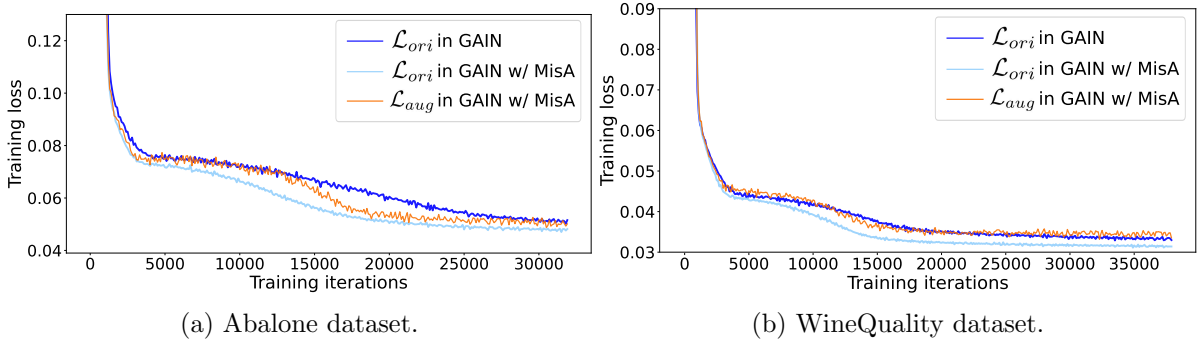 0.12
0.10
0.08
0.06
0.04
Training loss
0 5000 10000 15000 20000 25000 30000
Training iterations
ℒori in GAIN
ℒori in GAIN w/ MisA
ℒaug in GAIN w/ MisA
(a) Abalone dataset.
0.09
0.08
0.07
0.06
0.05
0.04
0.03
Training loss
0 5000 10000 15000 20000 25000 30000 35000
Training iterations
ℒori in GAIN
ℒori in GAIN w/ MisA
ℒaug in GAIN w/ MisA
(b) WineQuality dataset.